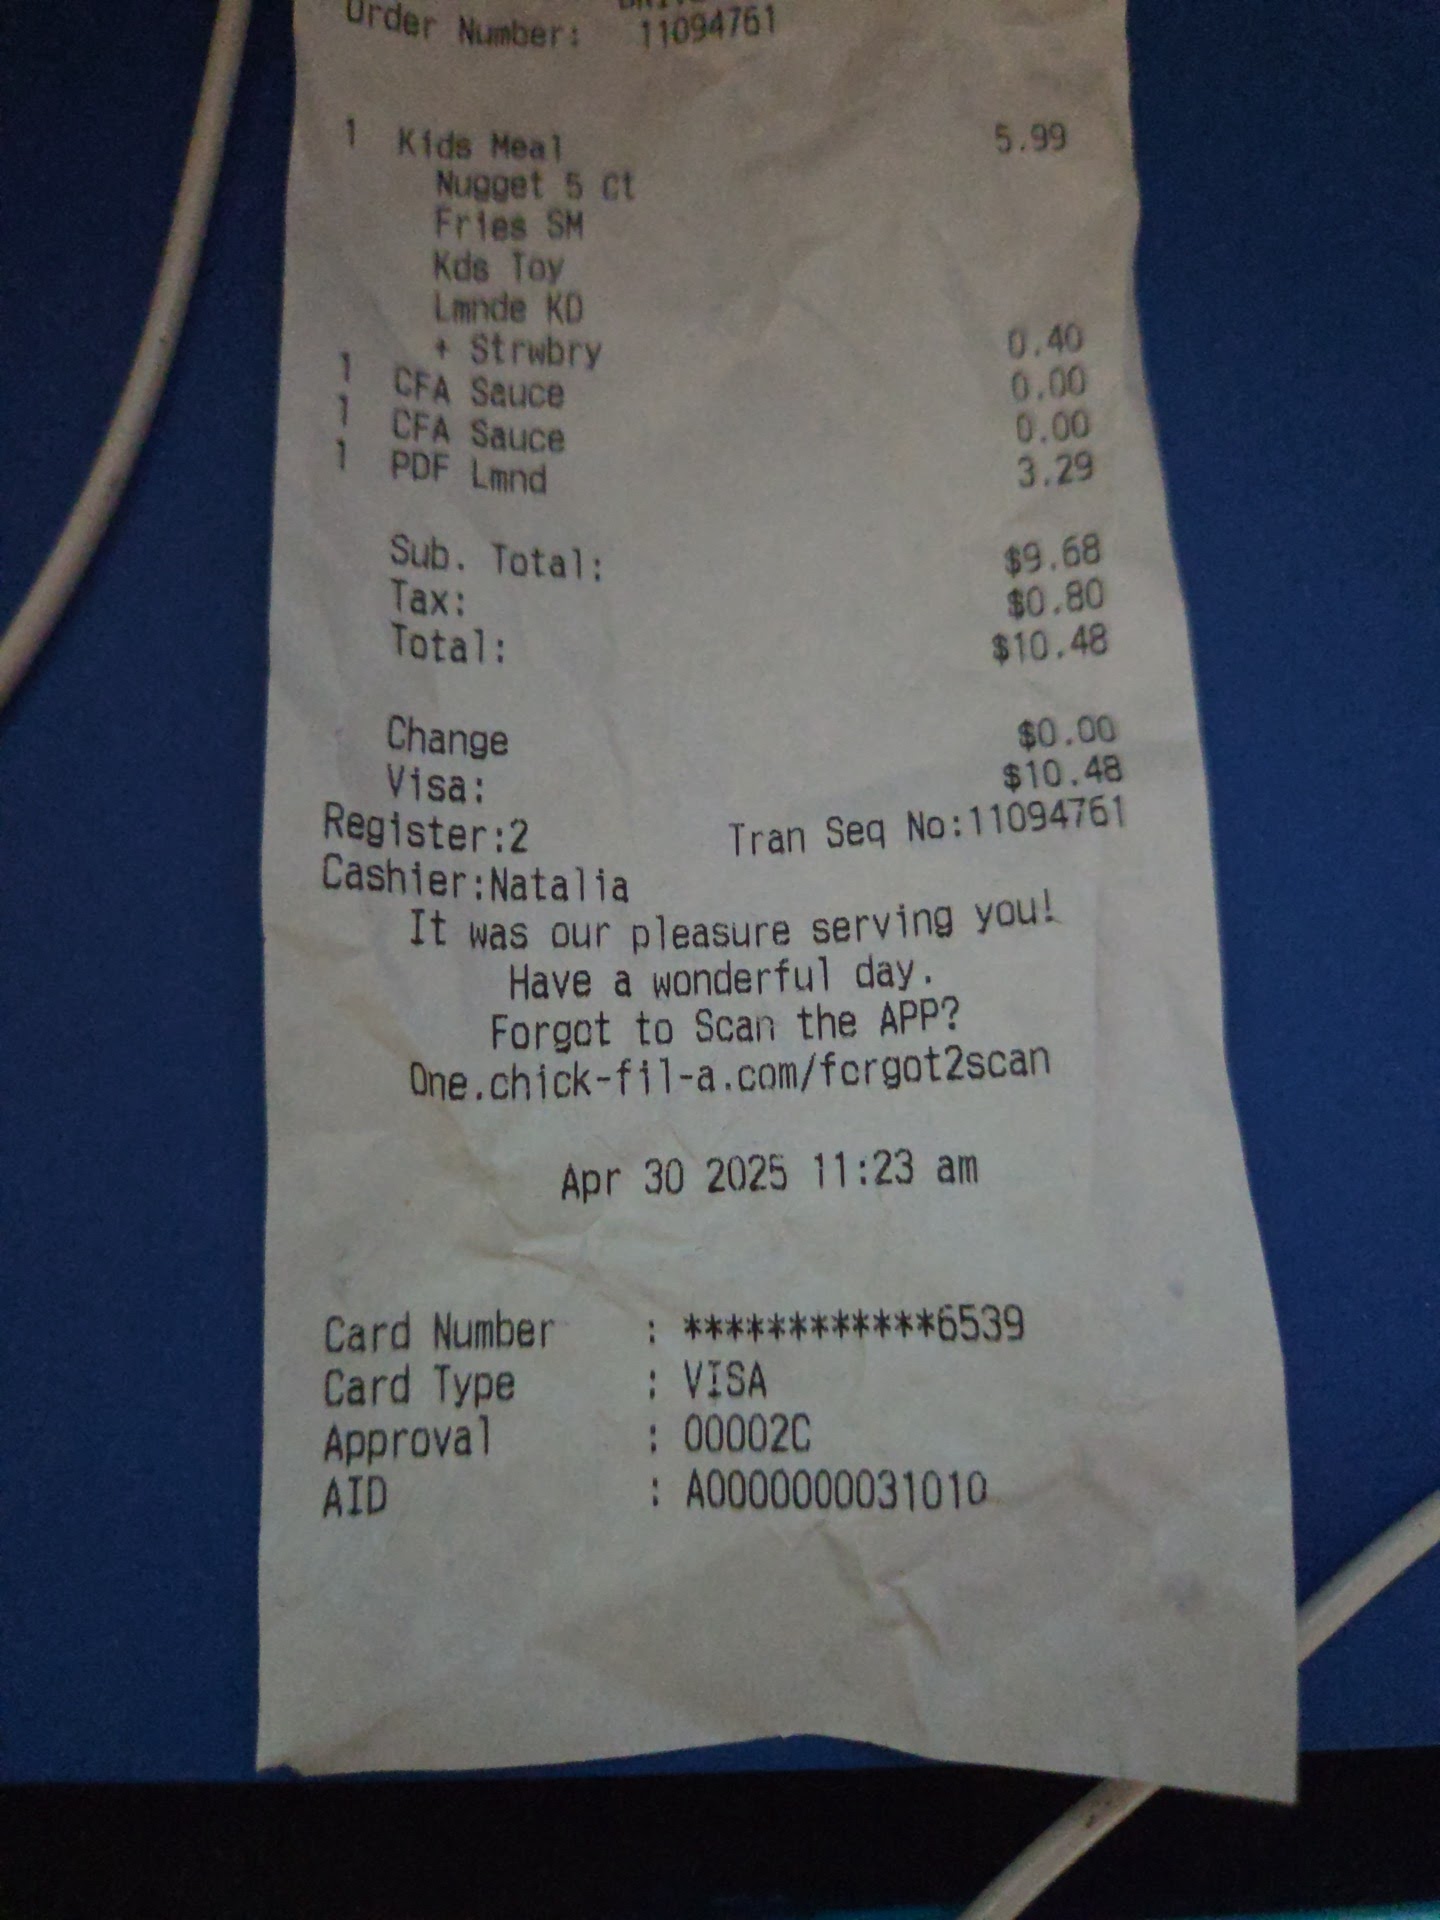 Order Number: 11094761
1 Kids Meal 5.99
Nugget 5 Ct
Fries SM
Kds Toy
Lmnde KD
+ Strwbry 0.40
1 CFA Sauce 0.00
1 CFA Sauce 0.00
1 PDF Lmnd 3.29
Sub. Total: $9.68
Tax: $0.80
Total: $10.48
Change $0.00
Visa: $10.48
Register:2 Tran Seq No:11094761
Cashier:Natalia
It was our pleasure serving you!
Have a wonderful day.
Forgot to Scan the APP?
One.chick-fil-a.com/forgot2scan
Apr 30 2025 11:23 am
Card Number : ************6539
Card Type : VISA
Approval : 00002C
AID : A0000000031010